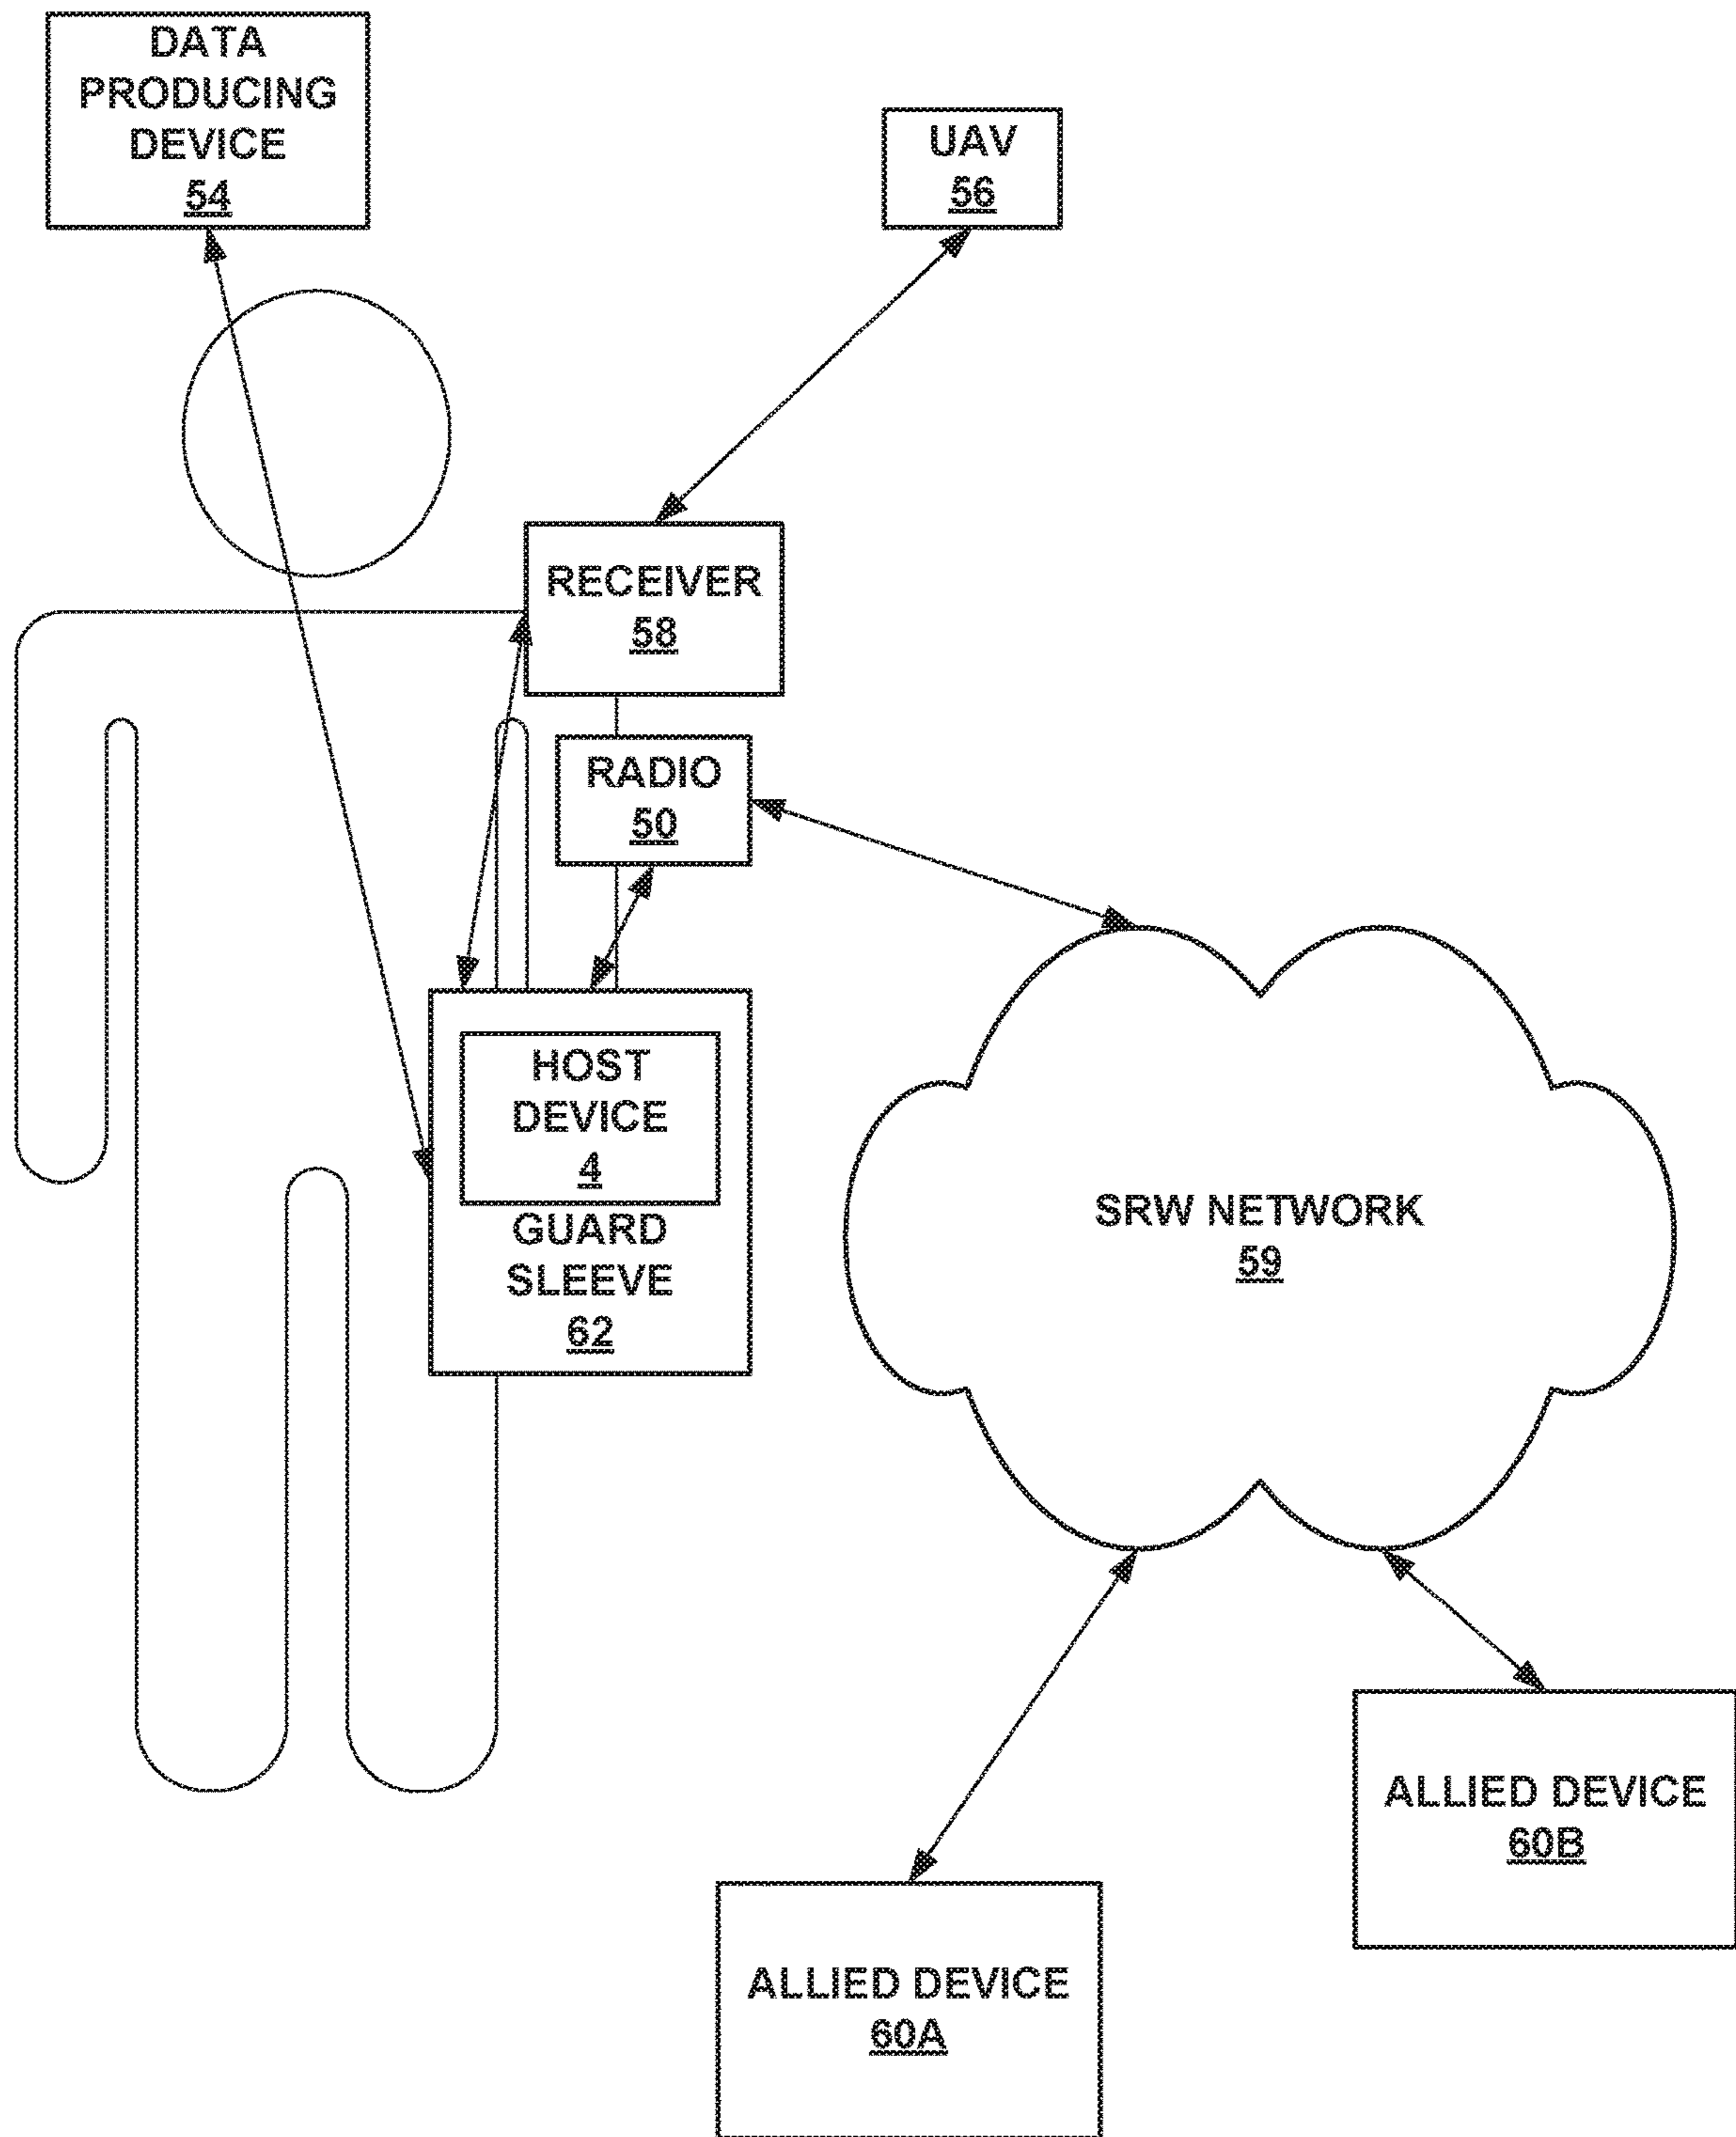 DATA
PRODUCING
DEVICE
54
UAV
56
RECEIVER
58
RADIO
50
HOST
DEVICE
4
GUARD
SLEEVE
62
SRW NETWORK
59
ALLIED DEVICE
60B
ALLIED DEVICE
60A